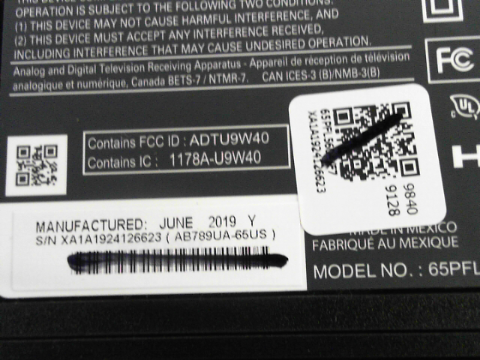 THIS DEVICE
OPERATION IS SUBJECT TO THE FOLLOWING TWO CONDITIONS:
(1) THIS DEVICE MAY NOT CAUSE HARMFUL INTERFERENCE, AND
(2) THIS DEVICE MUST ACCEPT ANY INTERFERENCE RECEIVED,
INCLUDING INTERFERENCE THAT MAY CAUSE UNDESIRED OPERATION.
Analog and Digital Television Receiving Apparatus - Appareil de réception de télévision
analogique et numérique, Canada BETS-7 / NTMR-7. CAN ICES-3 (B)/NMB-3(B)
FC
UL
Contains FCC ID : ADTU9W40
Contains IC : 1178A-U9W40
9840
9128
H
MANUFACTURED: JUNE 2019 Y
S/N XA1A1924126623 ( AB789UA-65US )
MADE IN MEXICO
FABRIQUÉ AU MEXIQUE
MODEL NO. : 65PFL